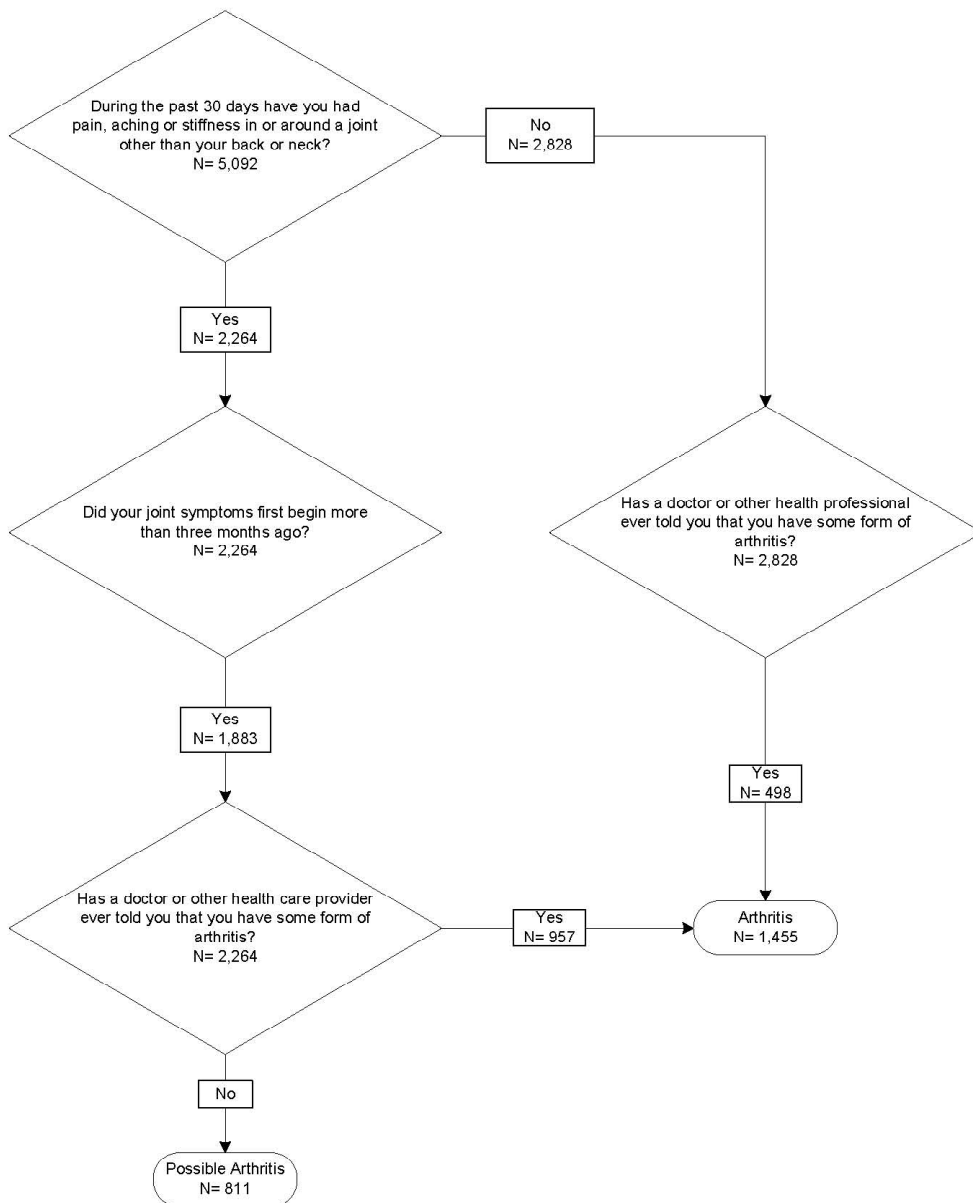 During the past 30 days have you had
pain, aching or stiffness in or around a joint
other than your back or neck?
N= 5,092
No
N= 2,828
Yes
N= 2,264
Did your joint symptoms first begin more
than three months ago?
N= 2,264
Has a doctor or other health professional
ever told you that you have some form of
arthritis?
N= 2,828
Yes
N= 1,883
Yes
N= 498
Has a doctor or other health care provider
ever told you that you have some form of
arthritis?
N= 2,264
Yes
N= 957
Arthritis
N= 1,455
No
Possible Arthritis
N= 811